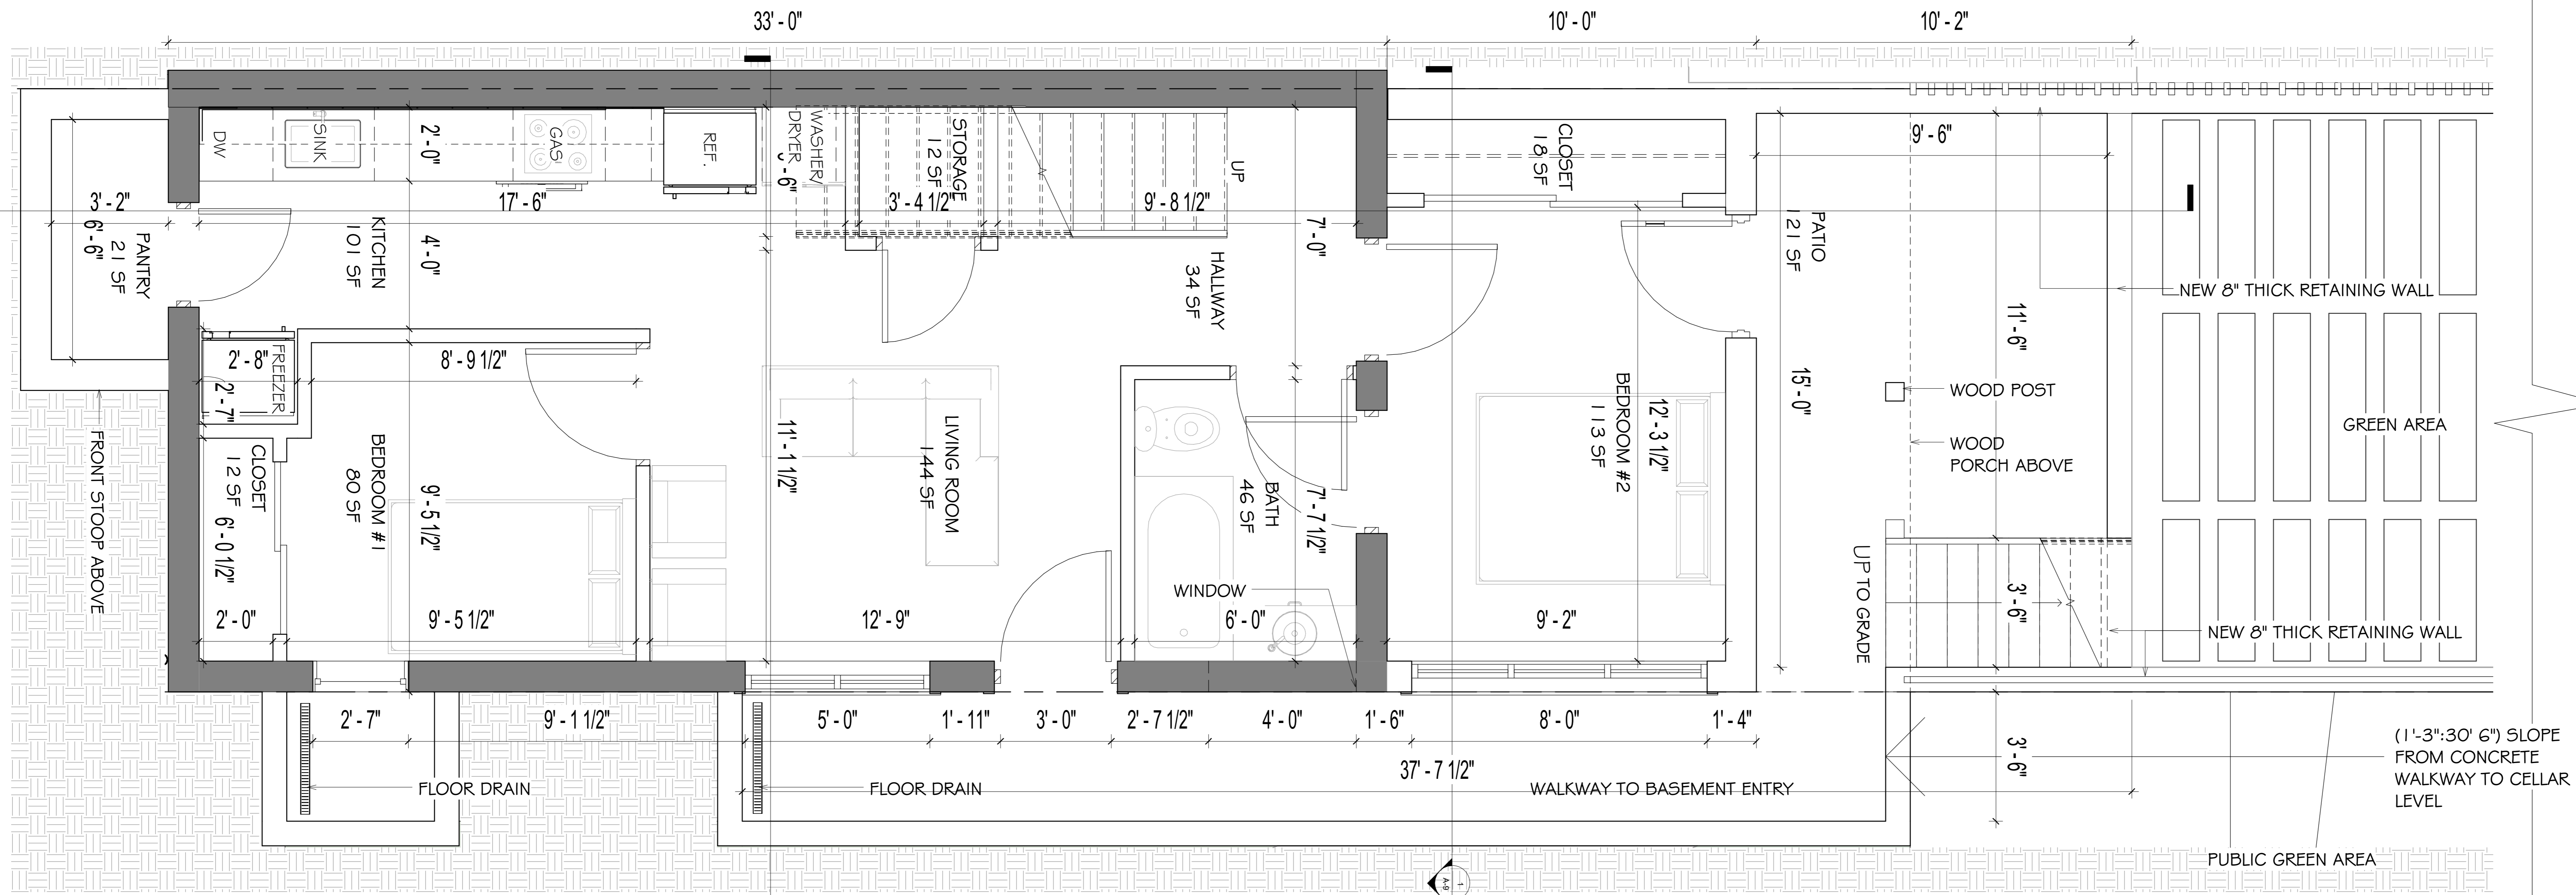 33' - 0"
10' - 0"
10' - 2"
DW
SINK
2' - 0"
GAS
REF.
WASHER/
DRYER
STORAGE
12 SF
UP
CLOSET
18 SF
9' - 6"
3' - 2"
6' - 6"
PANTRY
21 SF
17' - 6"
KITCHEN
101 SF
4' - 0"
3' - 4 1/2"
9' - 8 1/2"
7' - 0"
HALLWAY
34 SF
PATIO
121 SF
NEW 8" THICK RETAINING WALL
11' - 6"
2' - 8"
FREEZER
2' - 7"
8' - 9 1/2"
15' - 0"
WOOD POST
WOOD
PORCH ABOVE
GREEN AREA
FRONT STOOP ABOVE
CLOSET
12 SF
6' - 0 1/2"
BEDROOM #1
80 SF
9' - 5 1/2"
11' - 1 1/2"
LIVING ROOM
144 SF
BATH
46 SF
7' - 7 1/2"
BEDROOM #2
113 SF
12' - 3 1/2"
WINDOW
UP TO GRADE
3' - 6"
2' - 0"
9' - 5 1/2"
12' - 9"
6' - 0"
9' - 2"
NEW 8" THICK RETAINING WALL
2' - 7"
9' - 1 1/2"
5' - 0"
1' - 11"
3' - 0"
2' - 7 1/2"
4' - 0"
1' - 6"
8' - 0"
1' - 4"
3' - 6"
(1'-3":30' 6") SLOPE
FROM CONCRETE
WALKWAY TO CELLAR
LEVEL
37' - 7 1/2"
FLOOR DRAIN
FLOOR DRAIN
WALKWAY TO BASEMENT ENTRY
PUBLIC GREEN AREA
1
A-9